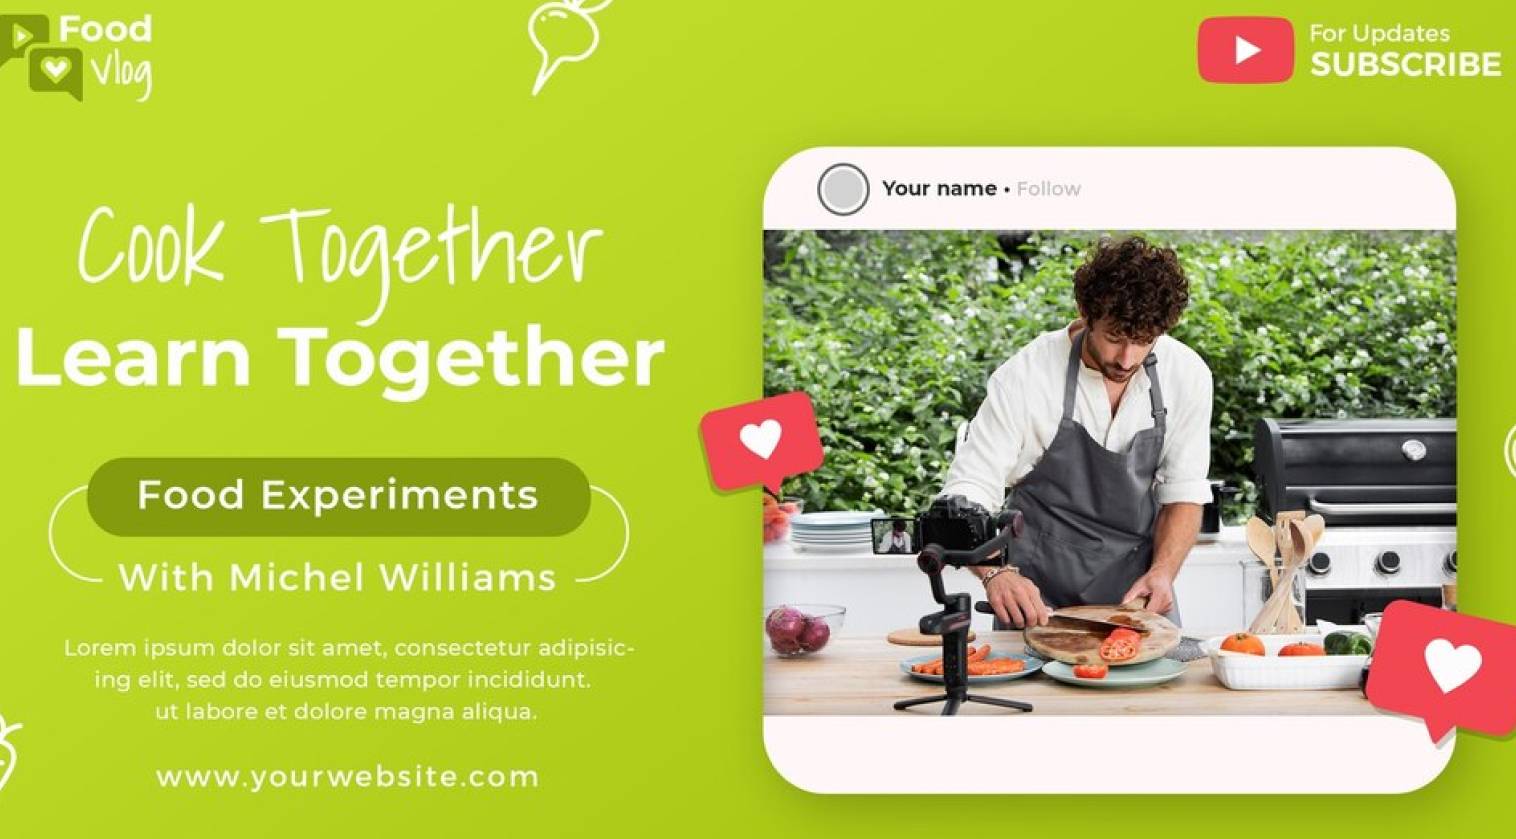 Food
Vlog
For Updates
SUBSCRIBE
Cook Together
Learn Together
Food Experiments
With Michel Williams
Lorem ipsum dolor sit amet, consectetur adipisic-
ing elit, sed do eiusmod tempor incididunt.
ut labore et dolore magna aliqua.
www.yourwebsite.com
Your name • Follow